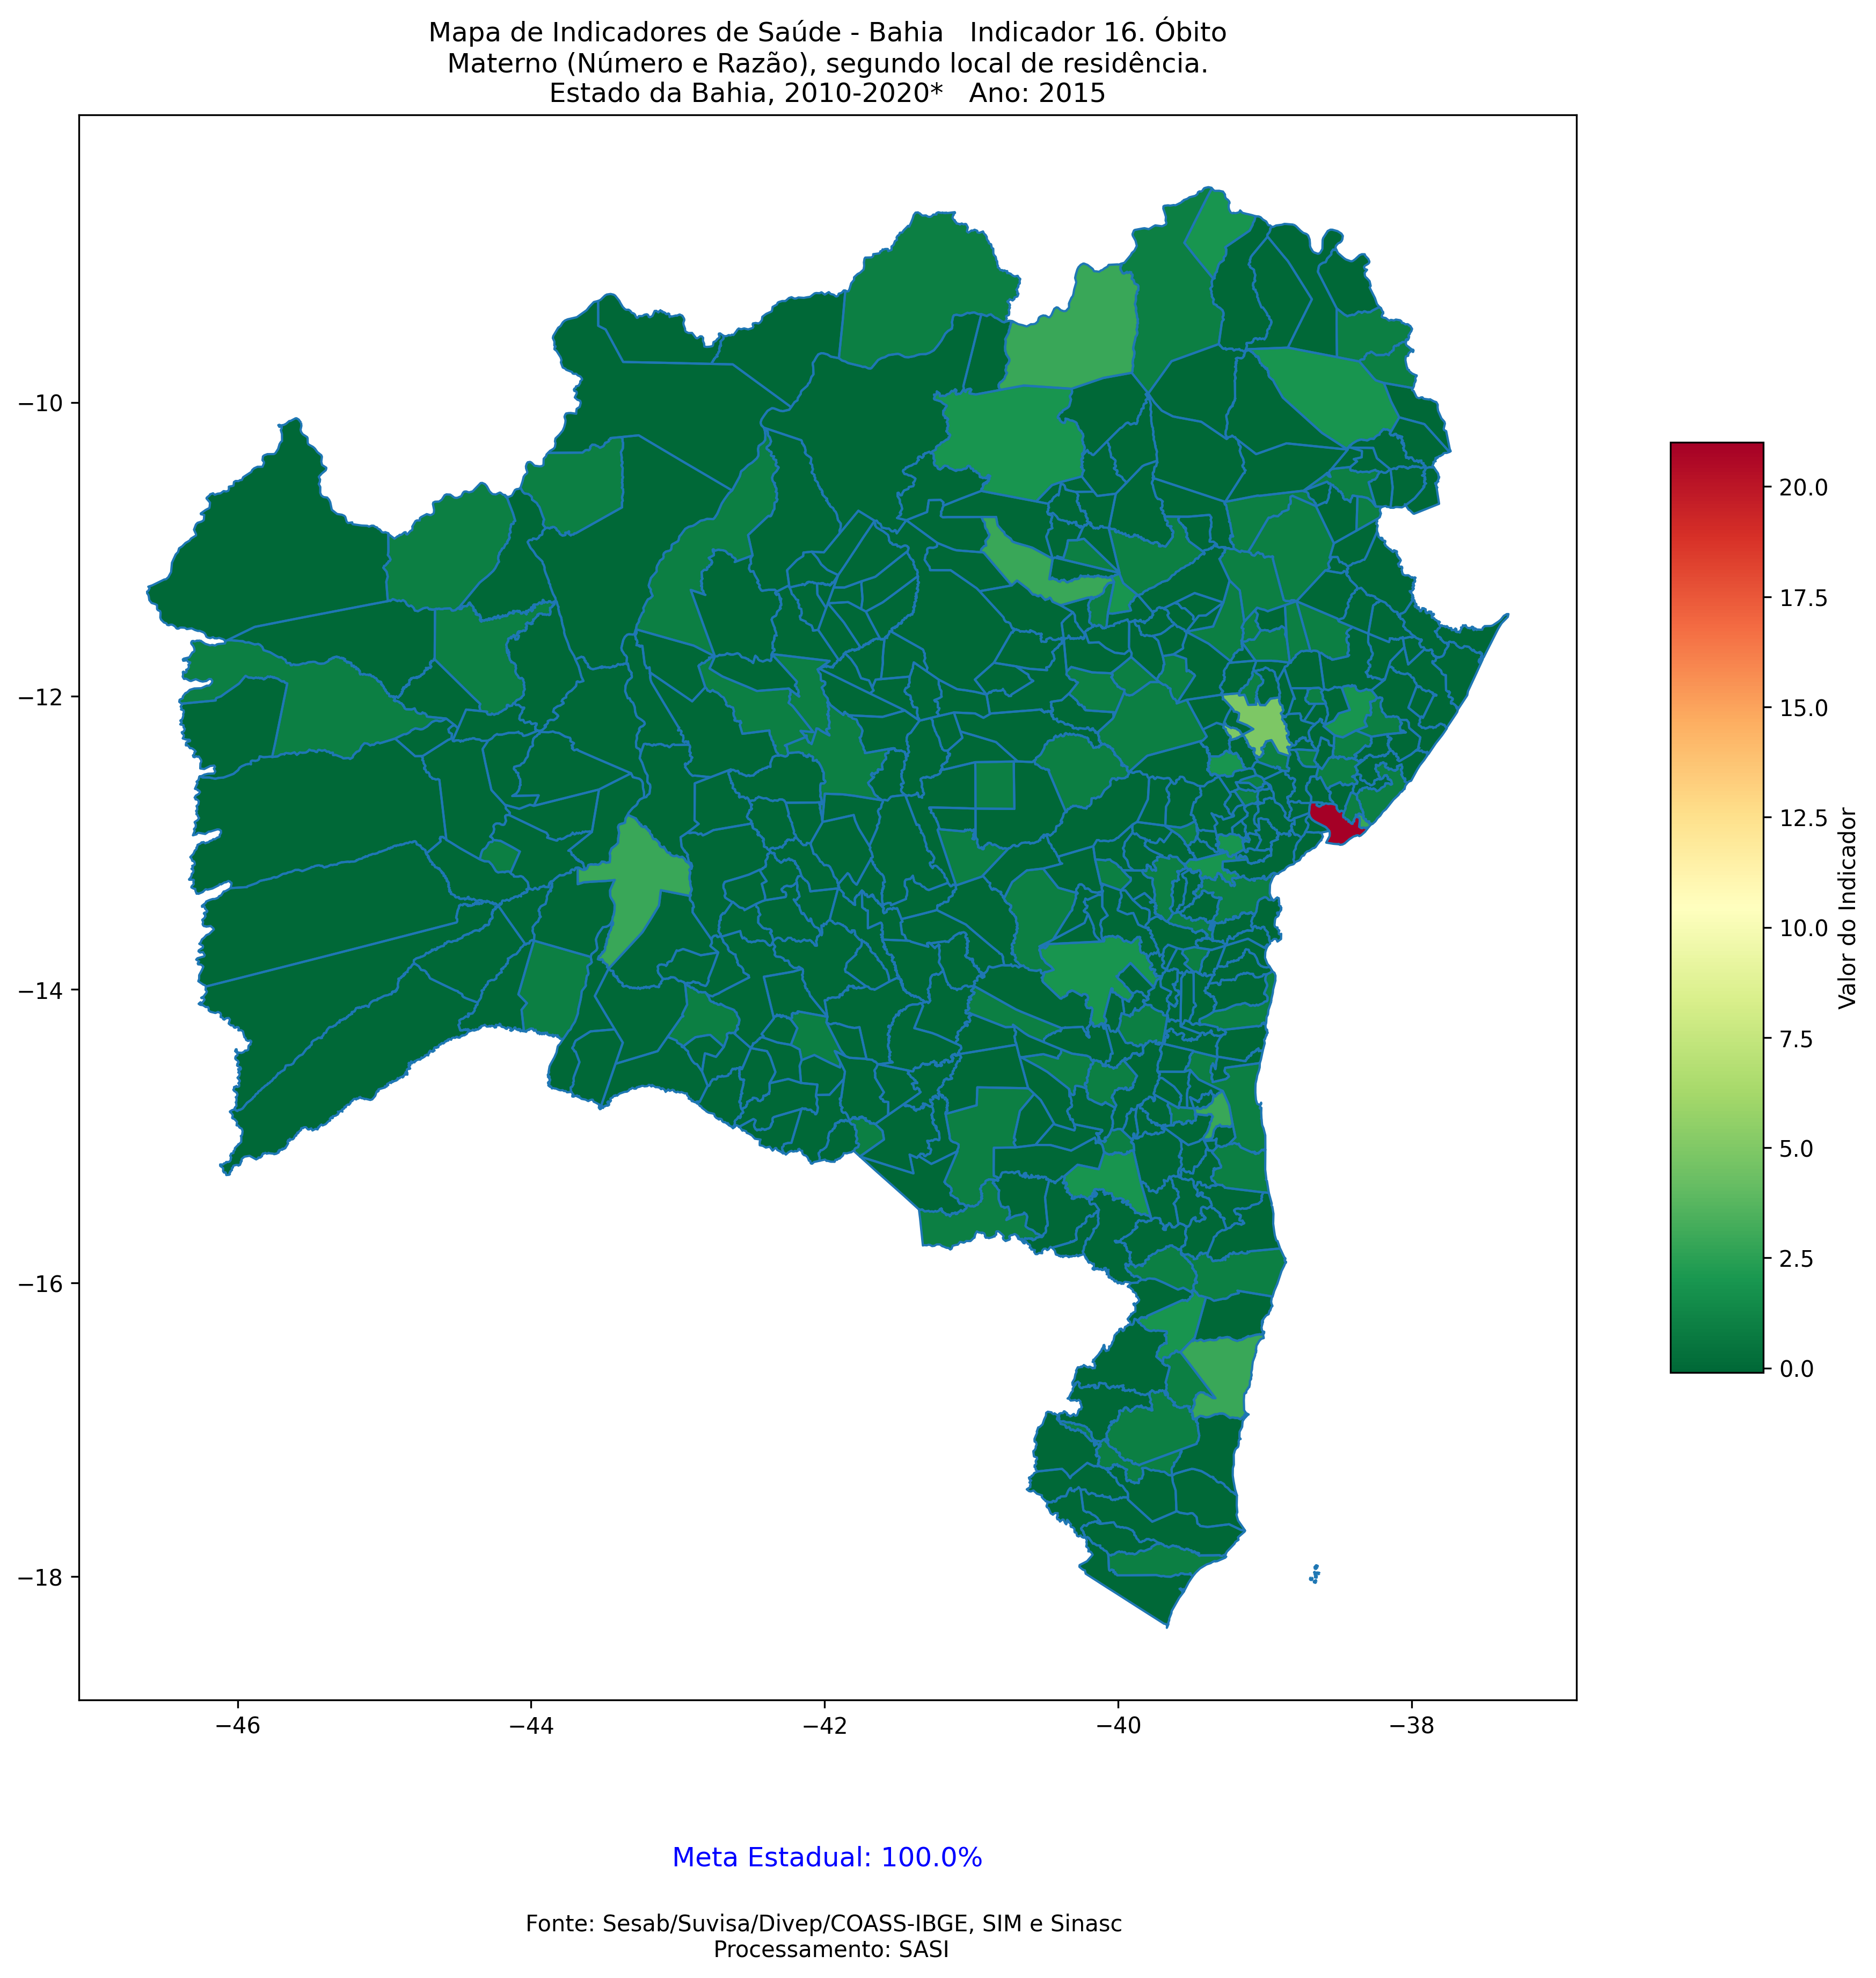 Mapa de Indicadores de Saúde - Bahia   Indicador 16. Óbito
Materno (Número e Razão), segundo local de residência.
Estado da Bahia, 2010-2020*   Ano: 2015
−10
−12
−14
−16
−18
−46
−44
−42
−40
−38
20.0
17.5
15.0
12.5
10.0
7.5
5.0
2.5
0.0
Valor do Indicador
Meta Estadual: 100.0%
Fonte: Sesab/Suvisa/Divep/COASS-IBGE, SIM e Sinasc
Processamento: SASI